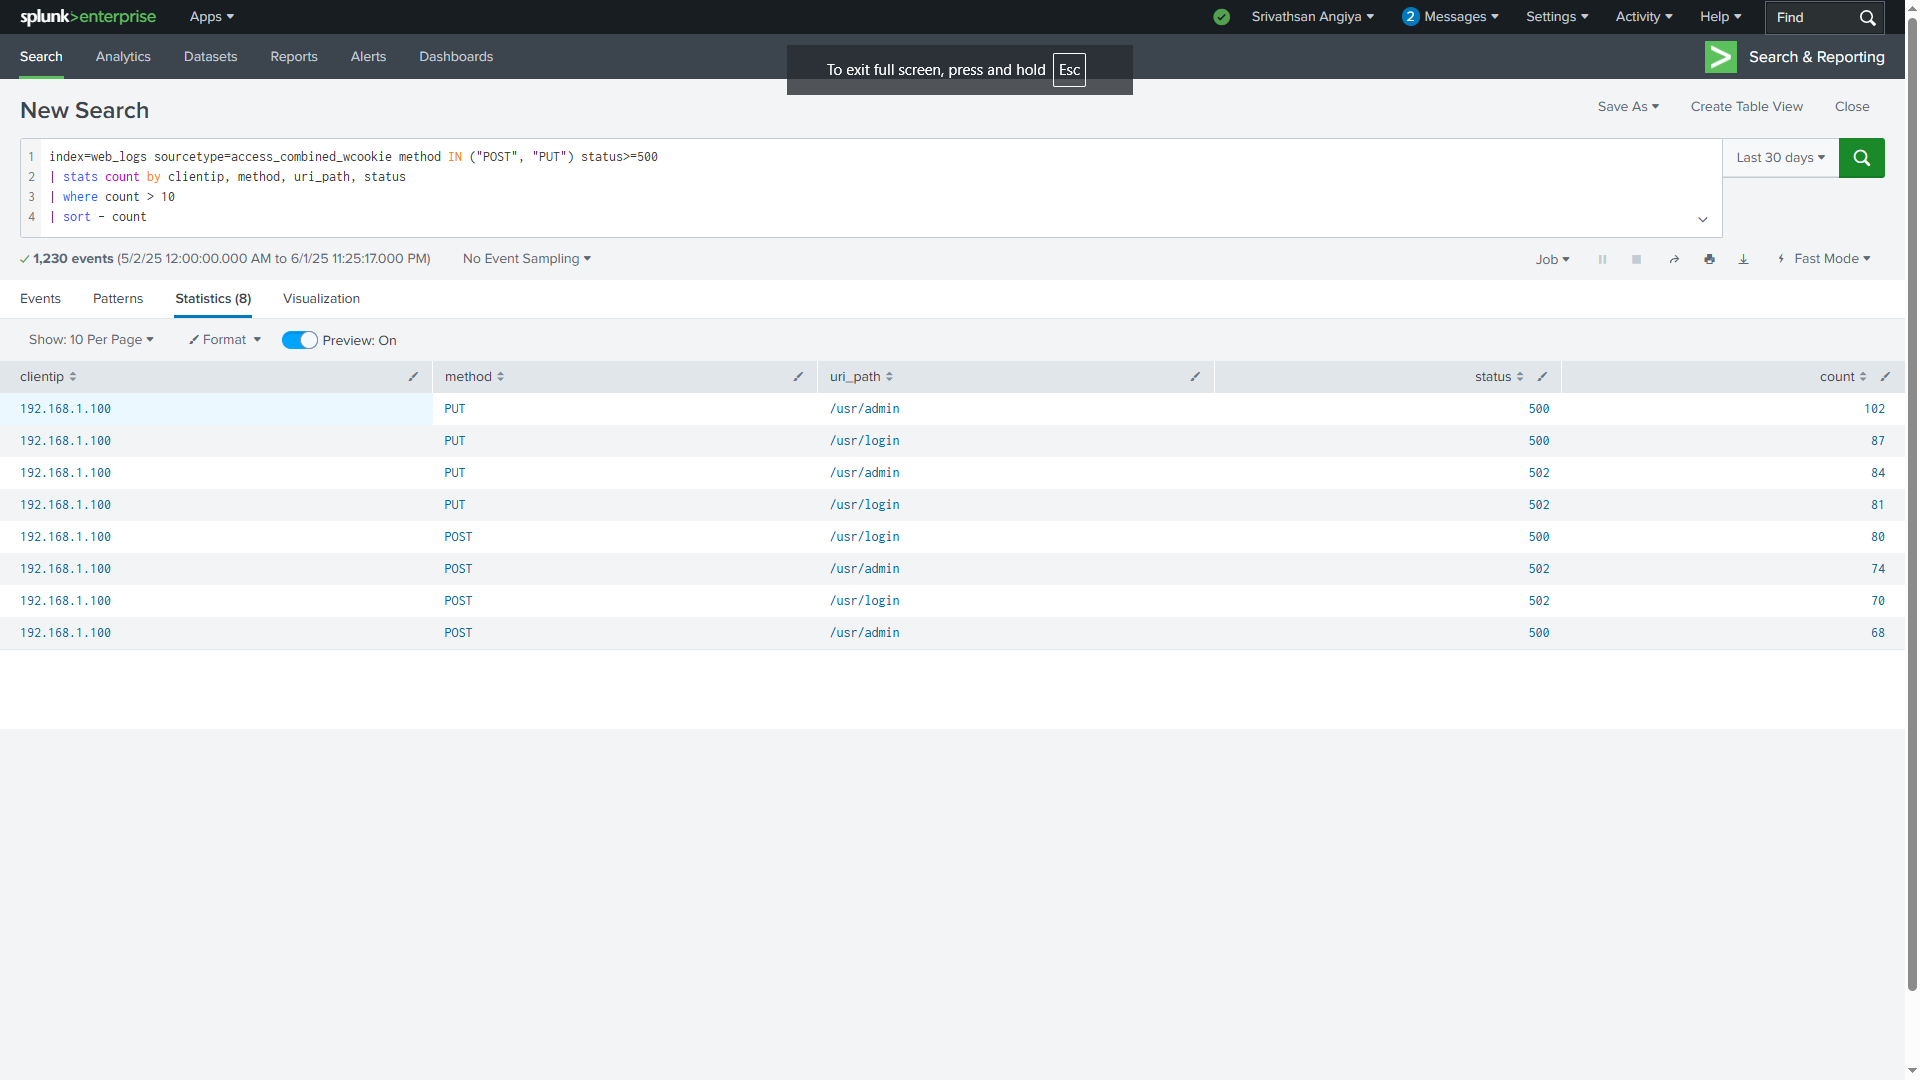 splunk>enterprise Apps Srivathsan Angiya 2 Messages Settings Activity Help Find
Search Analytics Datasets Reports Alerts Dashboards Search & Reporting
To exit full screen, press and hold Esc
New Search
Save As Create Table View Close
1 index=web_logs sourcetype=access_combined_wcookie method IN ("POST", "PUT") status>=500
2 | stats count by clientip, method, uri_path, status
3 | where count > 10
4 | sort - count
Last 30 days
1,230 events (5/2/25 12:00:00.000 AM to 6/1/25 11:25:17.000 PM) No Event Sampling Job Fast Mode
Events Patterns Statistics (8) Visualization
Show: 10 Per Page Format Preview: On
clientip method uri_path status count
192.168.1.100 PUT /usr/admin 500 102
192.168.1.100 PUT /usr/login 500 87
192.168.1.100 PUT /usr/admin 502 84
192.168.1.100 PUT /usr/login 502 81
192.168.1.100 POST /usr/login 500 80
192.168.1.100 POST /usr/admin 502 74
192.168.1.100 POST /usr/login 502 70
192.168.1.100 POST /usr/admin 500 68